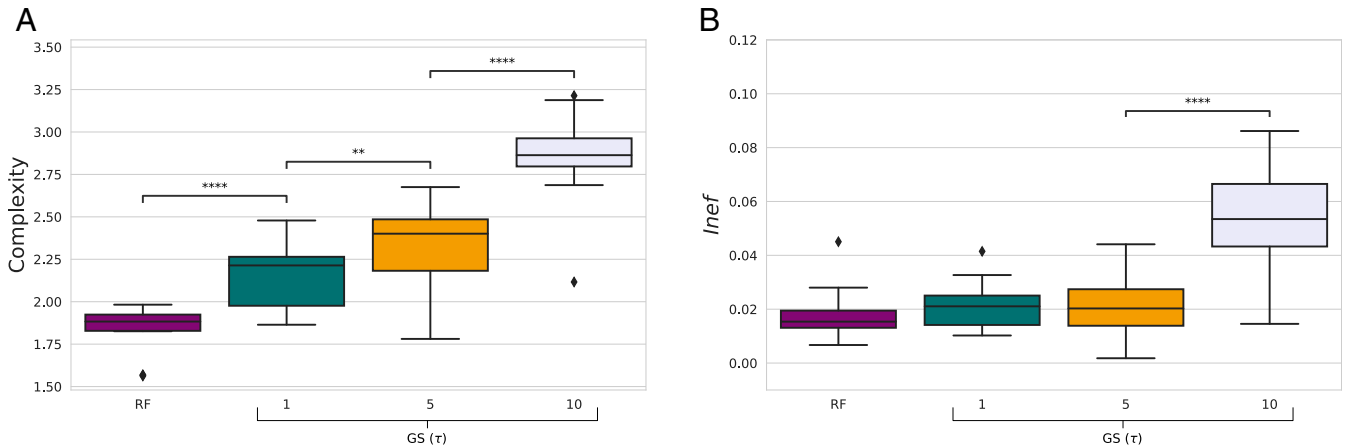 A
3.50
3.25
3.00
2.75
2.50
2.25
2.00
1.75
1.50
Complexity
****
**
****
RF 1 5 10
GS (τ)
B
0.12
0.10
0.08
0.06
0.04
0.02
0.00
Inef
****
RF 1 5 10
GS (τ)